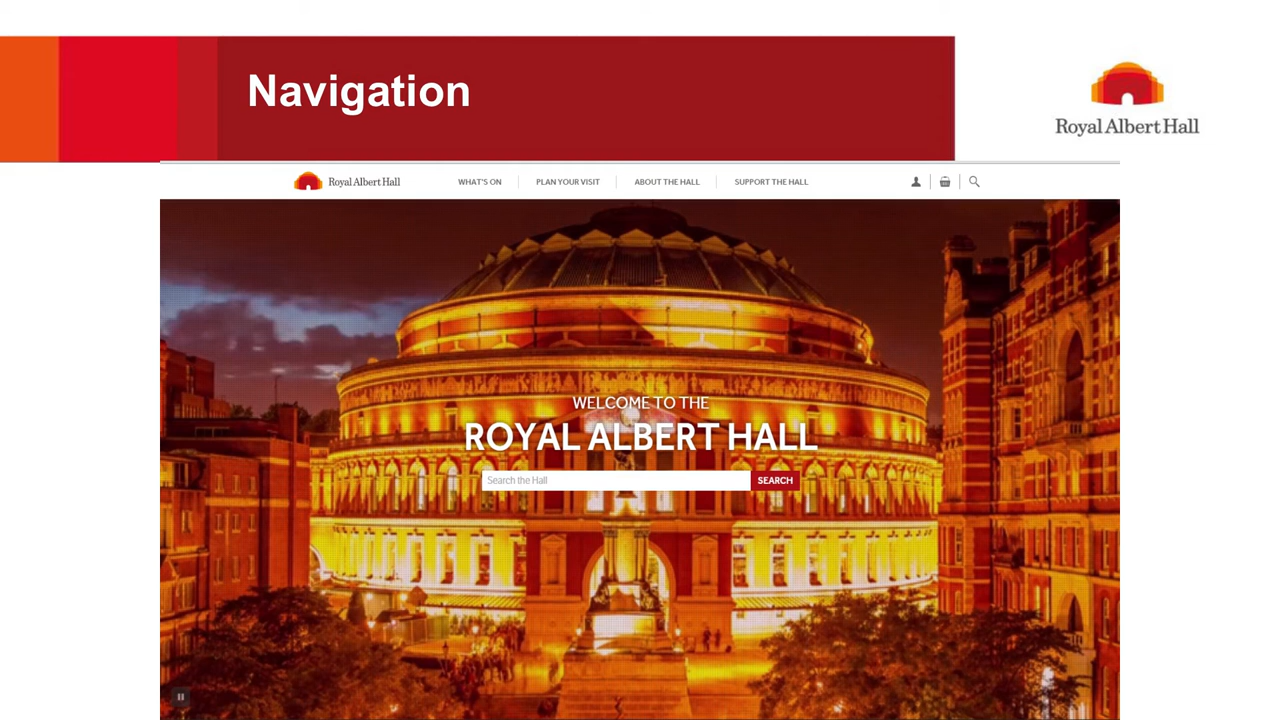 Navigation
Royal Albert Hall
Royal Albert Hall WHAT'S ON PLAN YOUR VISIT ABOUT THE HALL SUPPORT THE HALL
WELCOME TO THE
ROYAL ALBERT HALL
Search the Hall SEARCH